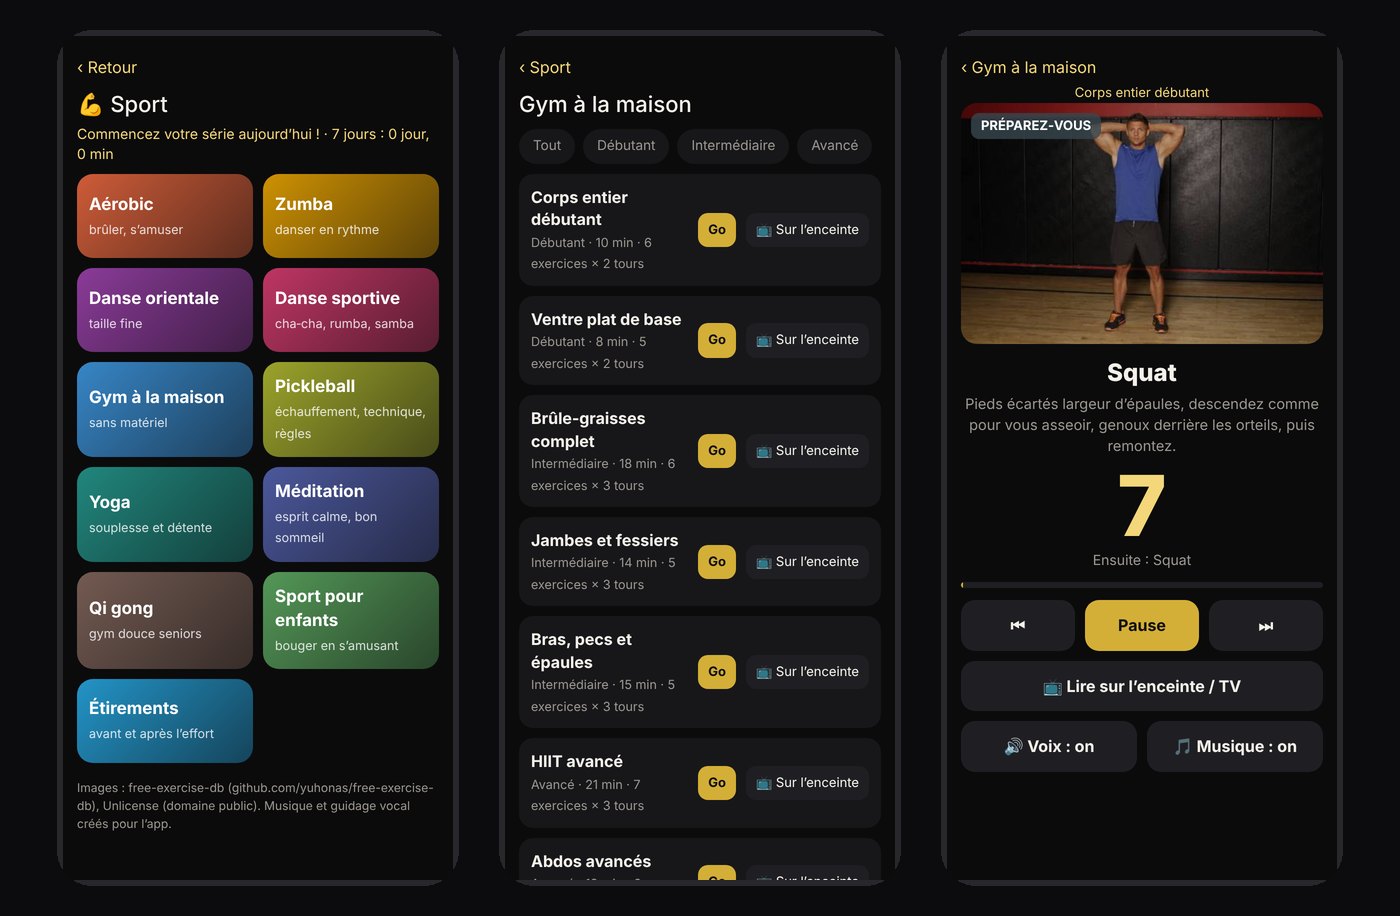 ‹ Retour
💪 Sport
Commencez votre série aujourd’hui ! · 7 jours : 0 jour,
0 min
Aérobic
brûler, s’amuser
Zumba
danser en rythme
Danse orientale
taille fine
Danse sportive
cha-cha, rumba, samba
Gym à la maison
sans matériel
Pickleball
échauffement, technique,
règles
Yoga
souplesse et détente
Méditation
esprit calme, bon
sommeil
Qi gong
gym douce seniors
Sport pour
enfants
bouger en s’amusant
Étirements
avant et après l’effort
Images : free-exercise-db (github.com/yuhonas/free-exercise-
db), Unlicense (domaine public). Musique et guidage vocal
créés pour l’app.
‹ Sport
Gym à la maison
Tout
Débutant
Intermédiaire
Avancé
Corps entier
débutant
Débutant · 10 min · 6
exercices × 2 tours
Go
📺 Sur l’enceinte
Ventre plat de base
Débutant · 8 min · 5
exercices × 2 tours
Go
📺 Sur l’enceinte
Brûle-graisses
complet
Intermédiaire · 18 min · 6
exercices × 3 tours
Go
📺 Sur l’enceinte
Jambes et fessiers
Intermédiaire · 14 min · 5
exercices × 3 tours
Go
📺 Sur l’enceinte
Bras, pecs et
épaules
Intermédiaire · 15 min · 5
exercices × 3 tours
Go
📺 Sur l’enceinte
HIIT avancé
Avancé · 21 min · 7
exercices × 3 tours
Go
📺 Sur l’enceinte
Abdos avancés
Go
📺 Sur l’enceinte
‹ Gym à la maison
Corps entier débutant
PRÉPAREZ-VOUS
Squat
Pieds écartés largeur d’épaules, descendez comme
pour vous asseoir, genoux derrière les orteils, puis
remontez.
7
Ensuite : Squat
⏮
Pause
⏭
📺 Lire sur l’enceinte / TV
🔊 Voix : on
🎵 Musique : on